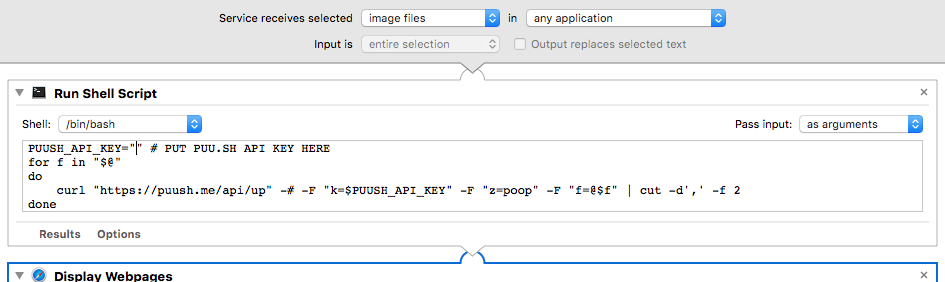 Service receives selected image files in any application
Input is entire selection Output replaces selected text
Run Shell Script
Shell: /bin/bash Pass input: as arguments
PUUSH_API_KEY="" # PUT PUU.SH API KEY HERE
for f in "$@"
do
    curl "https://puush.me/api/up" -# -F "k=$PUUSH_API_KEY" -F "z=poop" -F "f=@$f" | cut -d',' -f 2
done
Results Options
Display Webpages